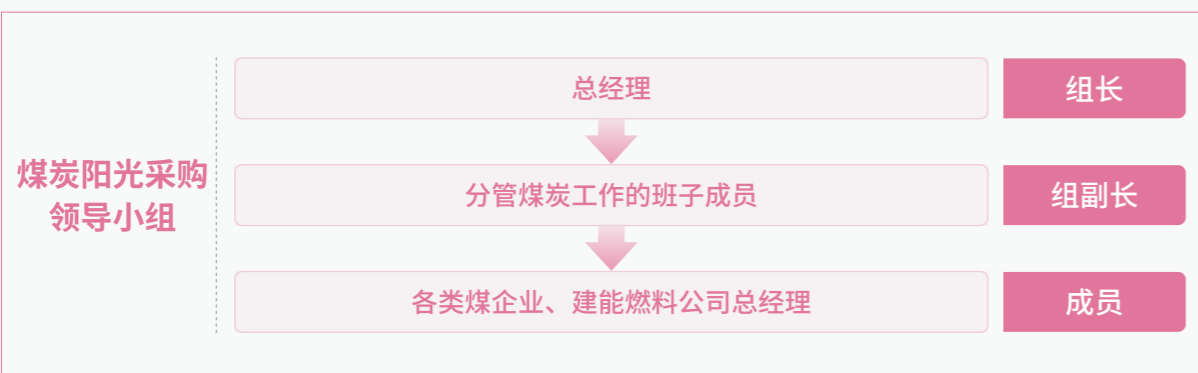 煤炭阳光采购
领导小组
总经理
组长
分管煤炭工作的班子成员
组副长
各类煤企业、建能燃料公司总经理
成员